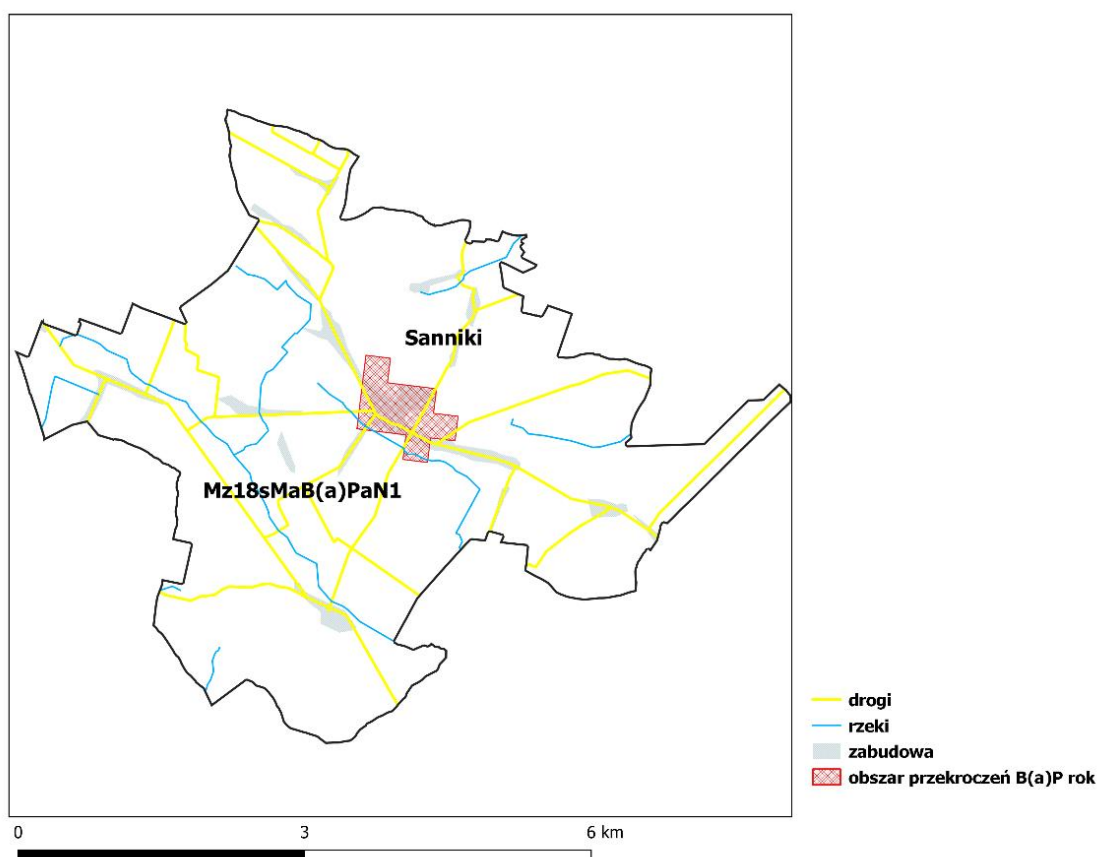 Sanniki
Mz18sMaB(a)PaN1
drogi
rzeki
zabudowa
obszar przekroczeń B(a)P rok
0 3 6 km